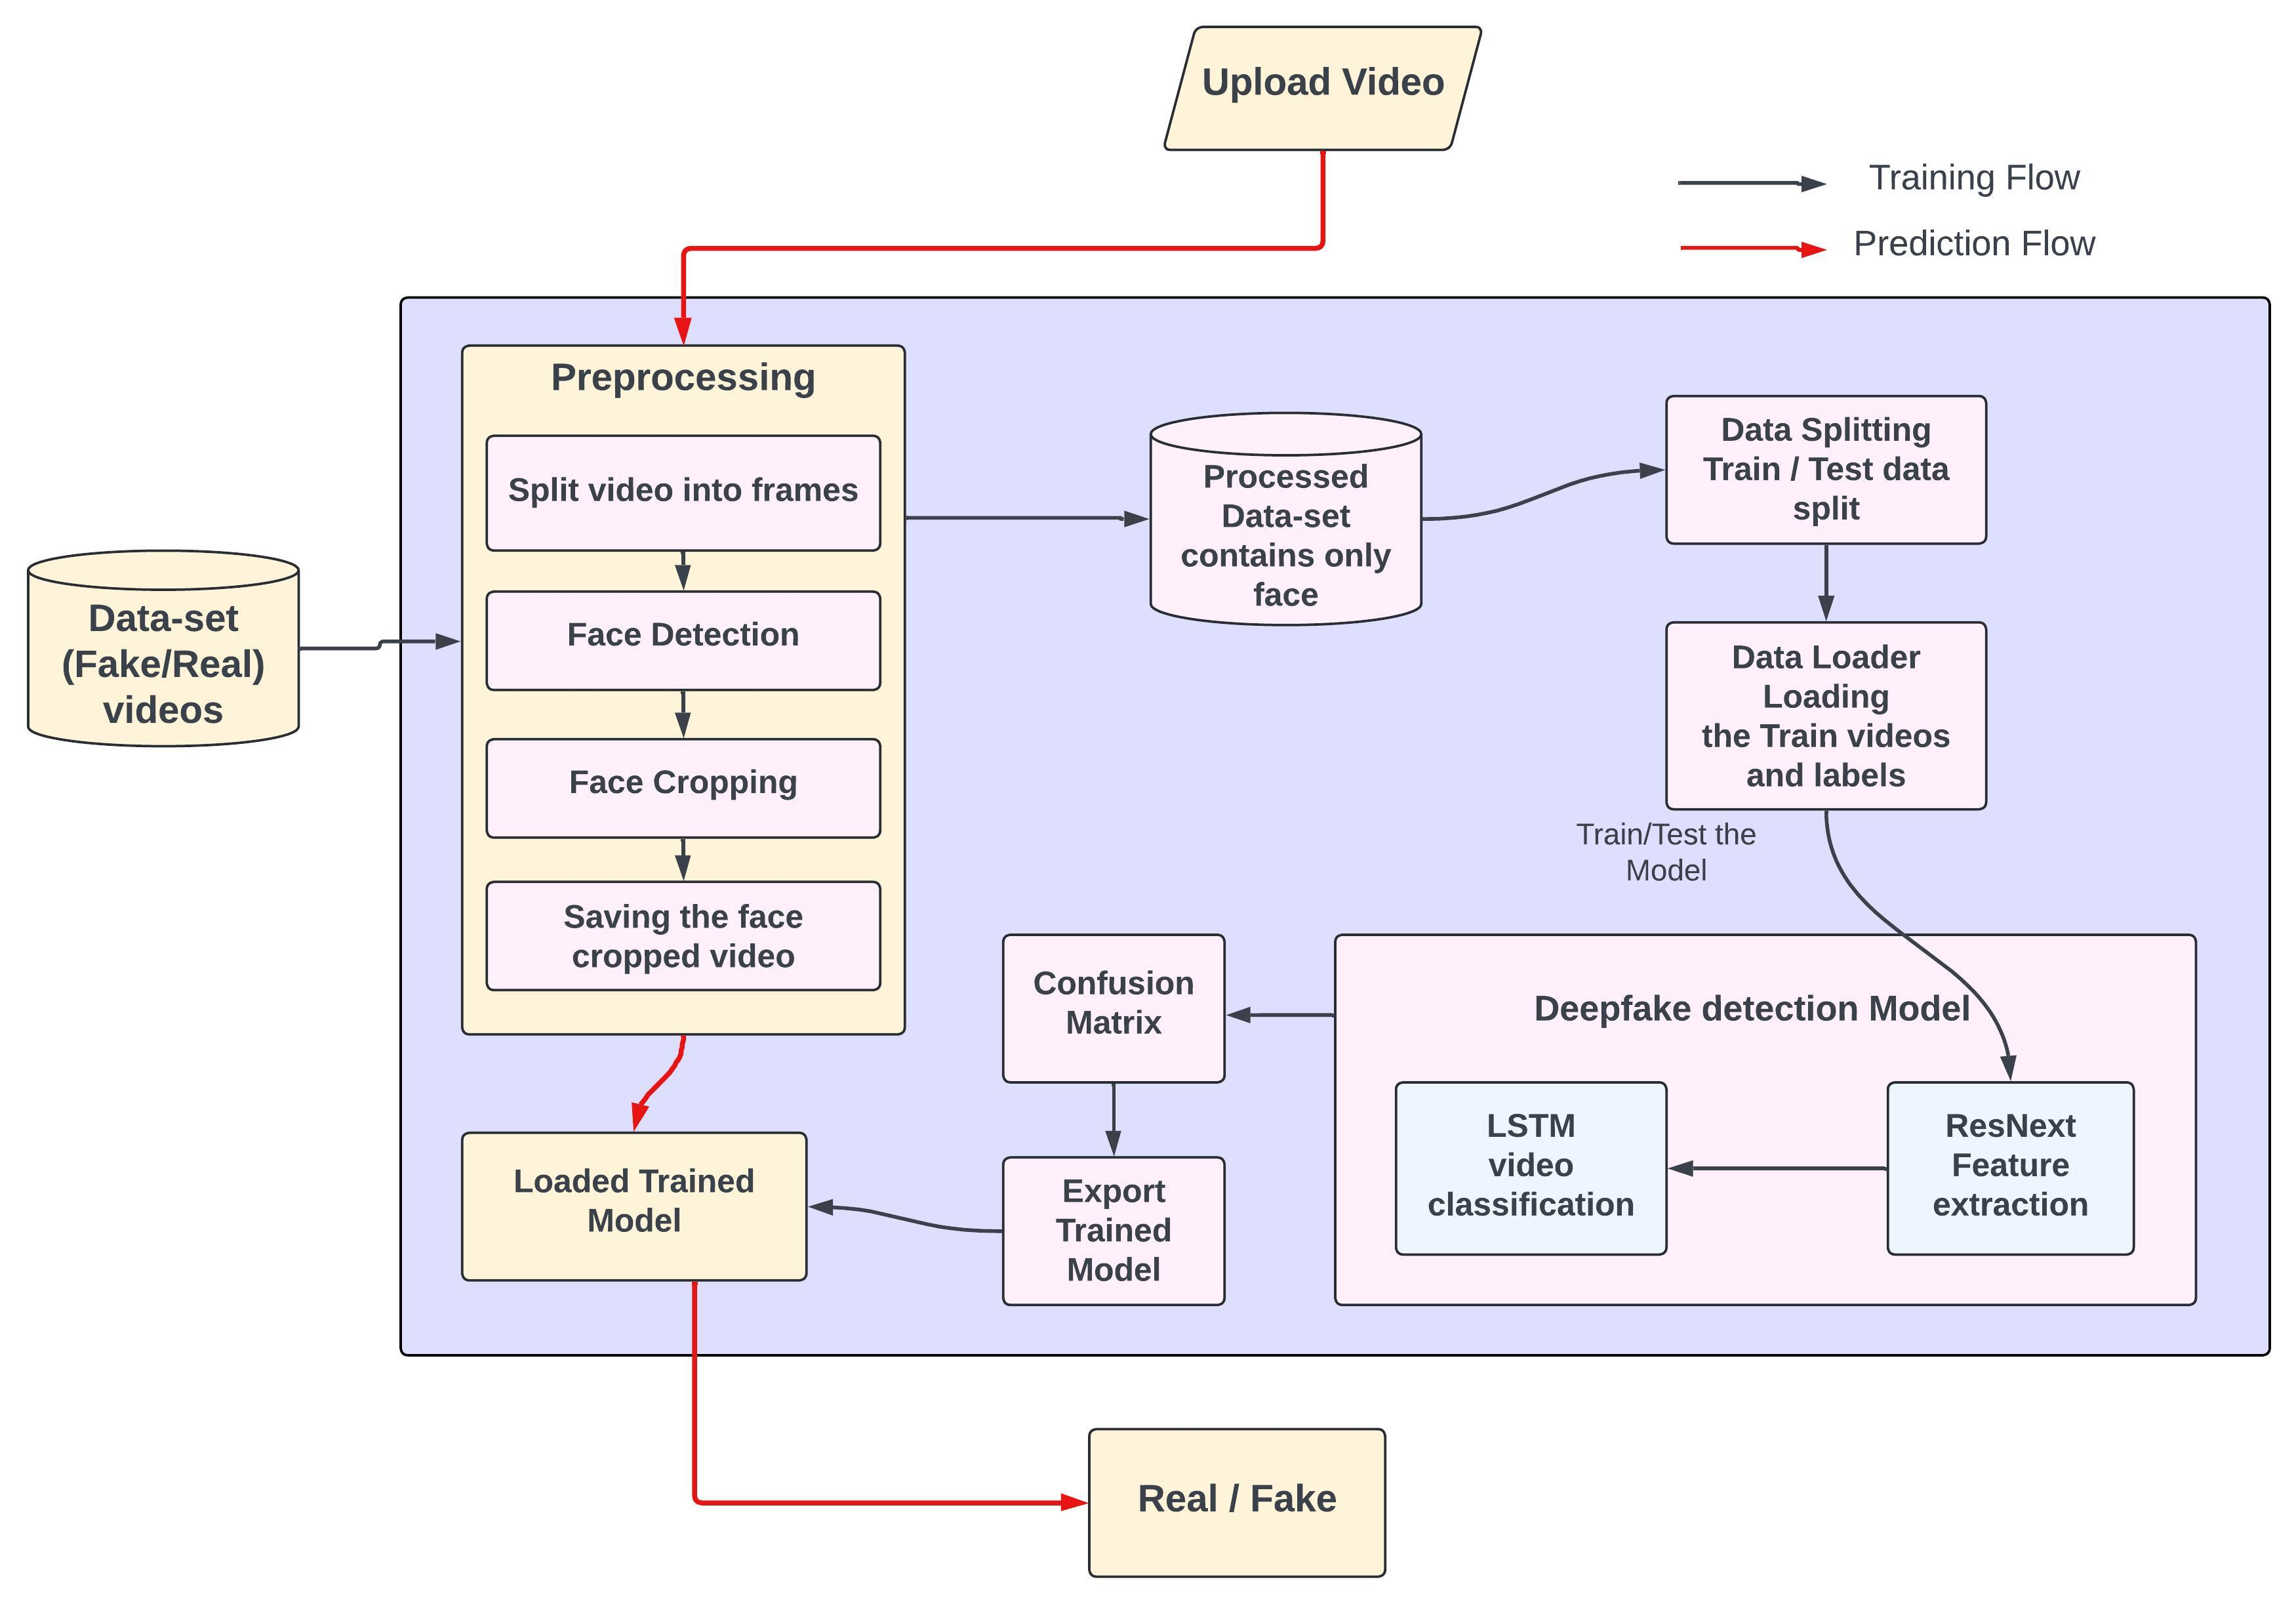 Upload Video
Training Flow
Prediction Flow
Preprocessing
Split video into frames
Face Detection
Face Cropping
Saving the face
cropped video
Data-set
(Fake/Real)
videos
Processed
Data-set
contains only
face
Data Splitting
Train / Test data
split
Data Loader
Loading
the Train videos
and labels
Train/Test the
Model
Deepfake detection Model
ResNext
Feature
extraction
LSTM
video
classification
Confusion
Matrix
Export
Trained
Model
Loaded Trained
Model
Real / Fake